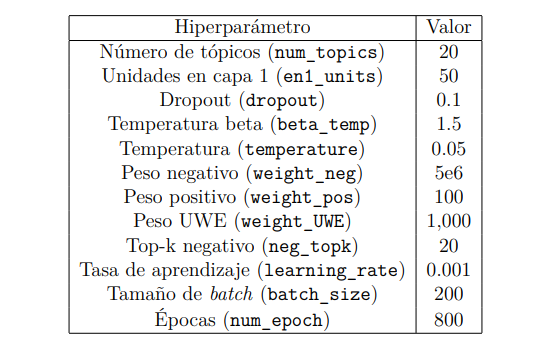 Hiperparámetro Valor
Número de tópicos (num_topics) 20
Unidades en capa 1 (en1_units) 50
Dropout (dropout) 0.1
Temperatura beta (beta_temp) 1.5
Temperatura (temperature) 0.05
Peso negativo (weight_neg) 5e6
Peso positivo (weight_pos) 100
Peso UWE (weight_UWE) 1,000
Top-k negativo (neg_topk) 20
Tasa de aprendizaje (learning_rate) 0.001
Tamaño de batch (batch_size) 200
Épocas (num_epoch) 800